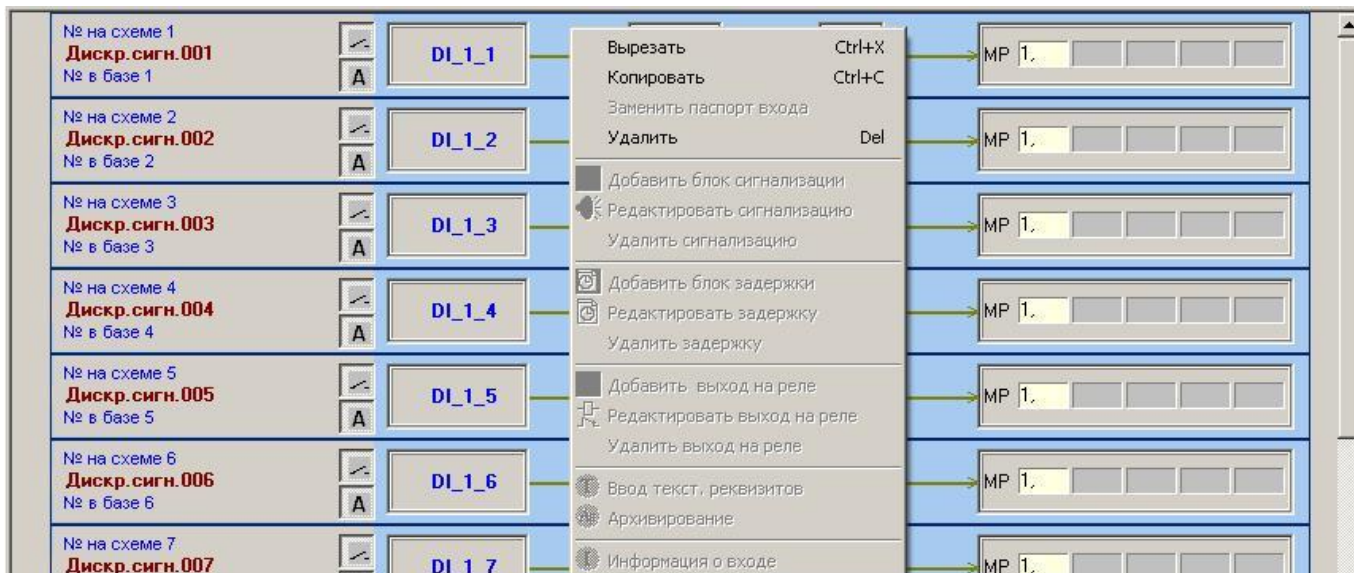 № на схеме 1
Дискр.сигн.001
№ в базе 1
A
DI_1_1
MP 1,
№ на схеме 2
Дискр.сигн.002
№ в базе 2
A
DI_1_2
MP 1,
№ на схеме 3
Дискр.сигн.003
№ в базе 3
A
DI_1_3
MP 1,
№ на схеме 4
Дискр.сигн.004
№ в базе 4
A
DI_1_4
MP 1,
№ на схеме 5
Дискр.сигн.005
№ в базе 5
A
DI_1_5
MP 1,
№ на схеме 6
Дискр.сигн.006
№ в базе 6
A
DI_1_6
MP 1,
№ на схеме 7
Дискр.сигн.007
DI_1_7
MP 1,
Вырезать Ctrl+X
Копировать Ctrl+C
Заменить паспорт входа
Удалить Del
Добавить блок сигнализации
Редактировать сигнализацию
Удалить сигнализацию
Добавить блок задержки
Редактировать задержку
Удалить задержку
Добавить выход на реле
Редактировать выход на реле
Удалить выход на реле
Ввод текст. реквизитов
Архивирование
Информация о входе